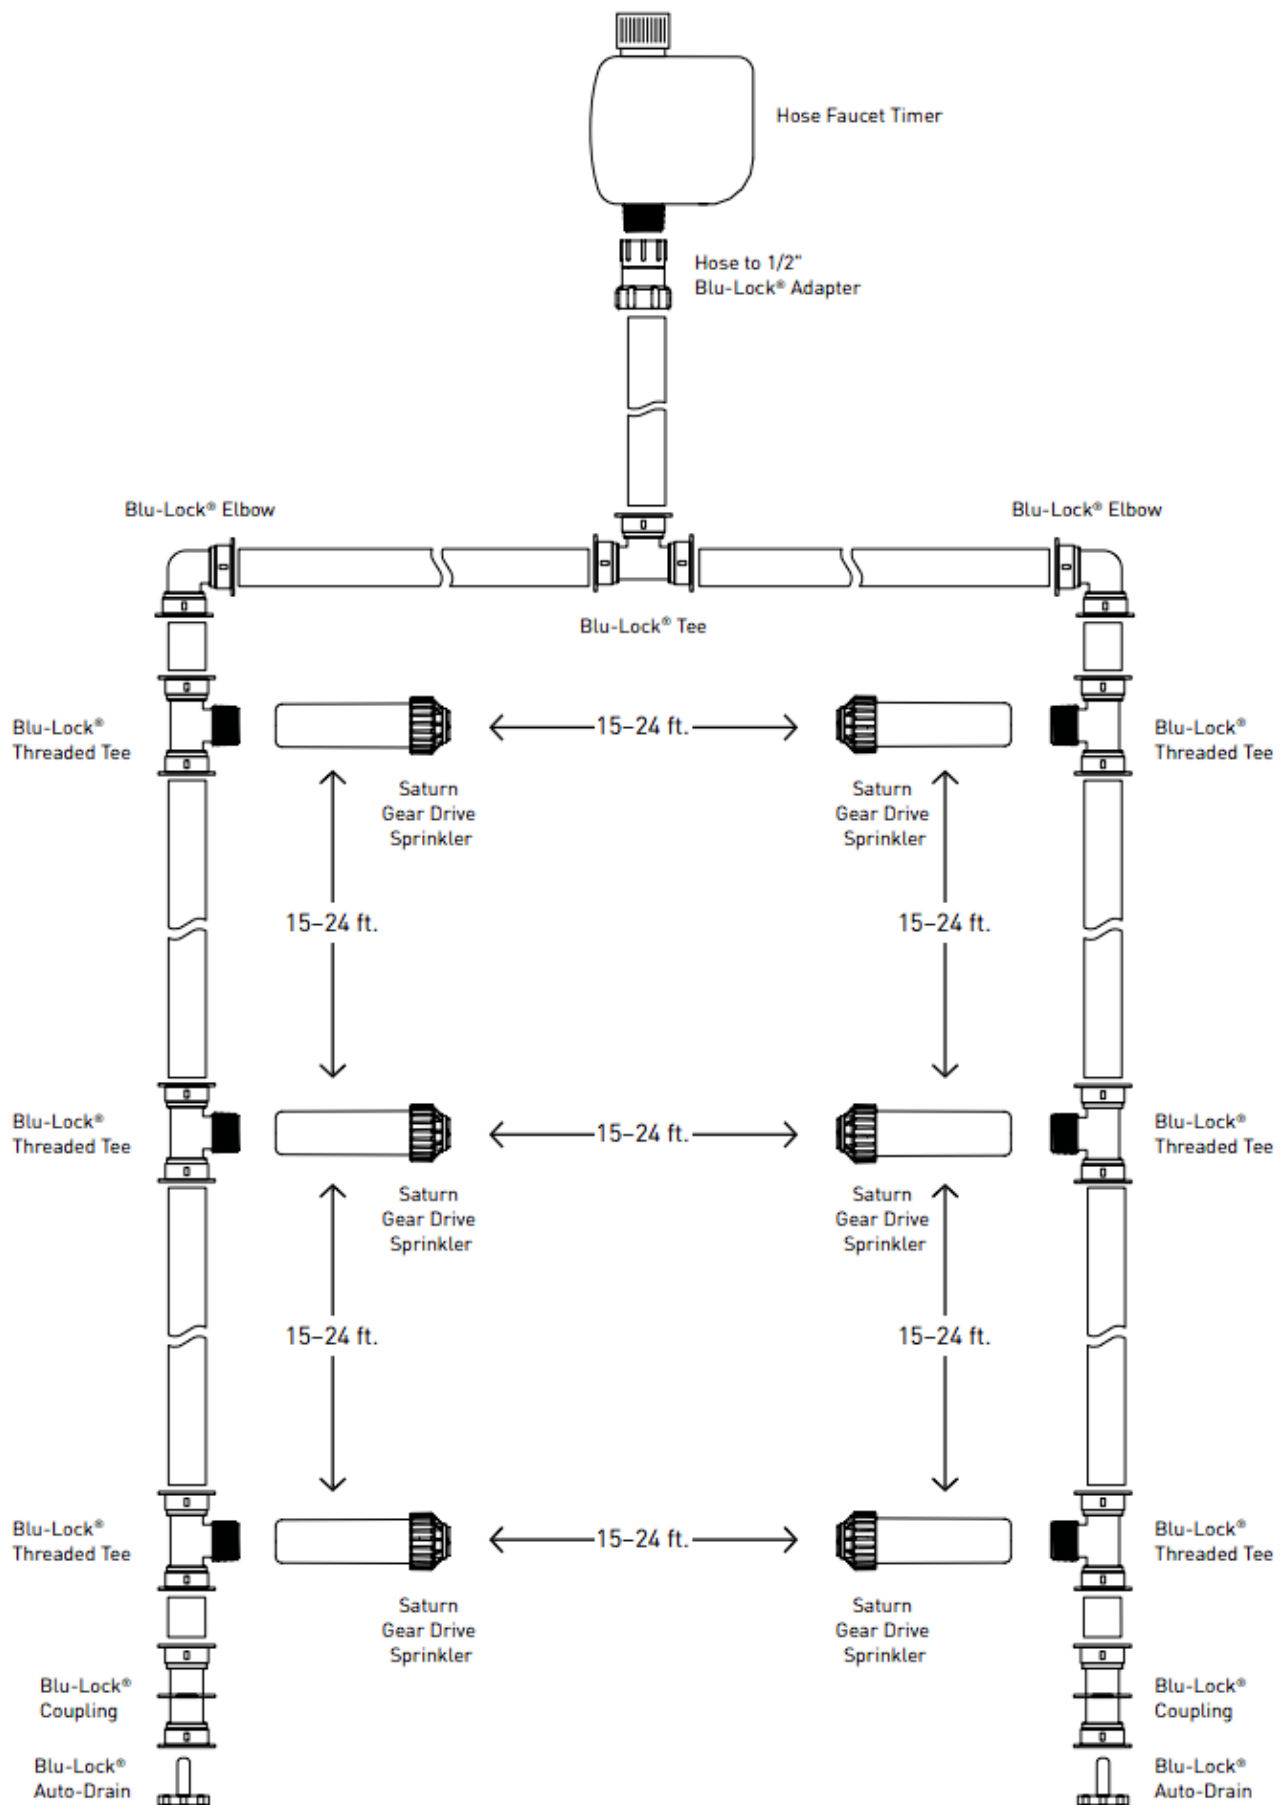 Hose Faucet Timer
Hose to 1/2"
Blu-Lock® Adapter
Blu-Lock® Elbow
Blu-Lock® Elbow
Blu-Lock® Tee
Blu-Lock®
Threaded Tee
15–24 ft.
Blu-Lock®
Threaded Tee
Saturn
Gear Drive
Sprinkler
Saturn
Gear Drive
Sprinkler
15–24 ft.
15–24 ft.
Blu-Lock®
Threaded Tee
15–24 ft.
Blu-Lock®
Threaded Tee
Saturn
Gear Drive
Sprinkler
Saturn
Gear Drive
Sprinkler
15–24 ft.
15–24 ft.
Blu-Lock®
Threaded Tee
15–24 ft.
Blu-Lock®
Threaded Tee
Saturn
Gear Drive
Sprinkler
Saturn
Gear Drive
Sprinkler
Blu-Lock®
Coupling
Blu-Lock®
Coupling
Blu-Lock®
Auto-Drain
Blu-Lock®
Auto-Drain